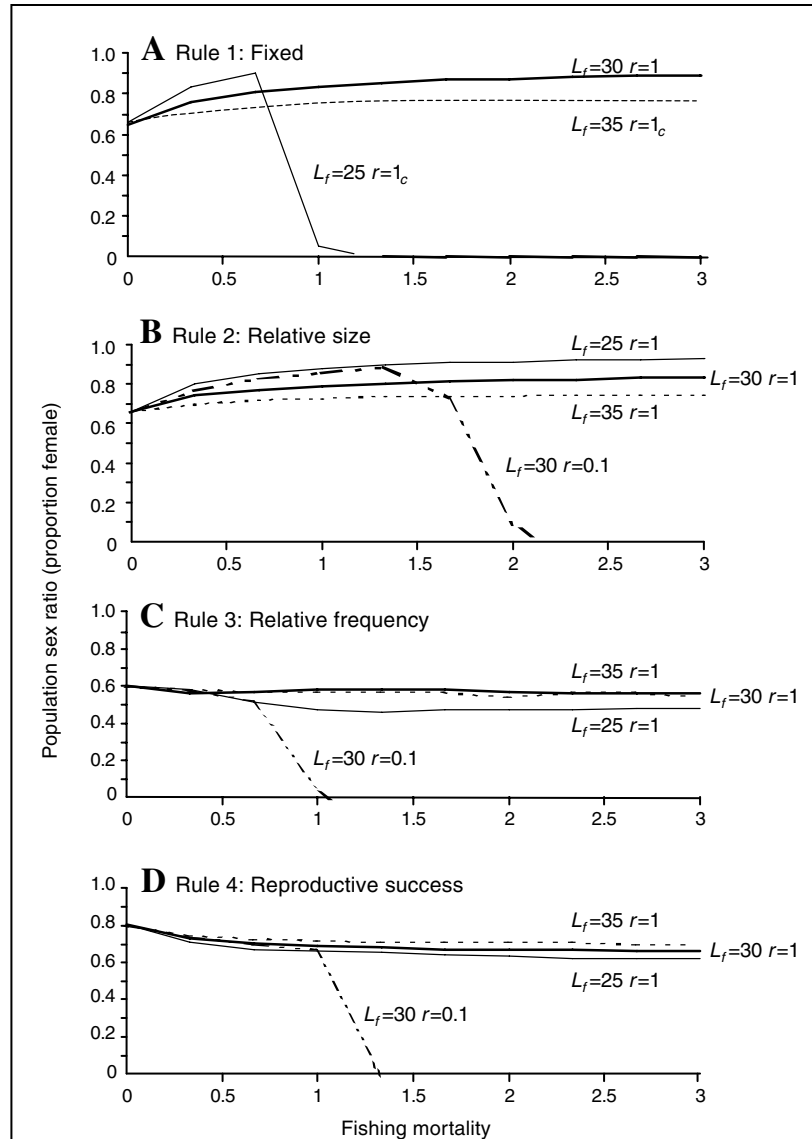 A Rule 1: Fixed
1.0
0.8
0.6
0.4
0.2
0
L_f=30 r=1
L_f=35 r=1_c
L_f=25 r=1_c
0 0.5 1 1.5 2 2.5 3
B Rule 2: Relative size
1.0
0.8
0.6
0.4
0.2
0
L_f=25 r=1
L_f=30 r=1
L_f=35 r=1
L_f=30 r=0.1
0 0.5 1 1.5 2 2.5 3
Population sex ratio (proportion female)
C Rule 3: Relative frequency
1.0
0.8
0.6
0.4
0.2
0
L_f=35 r=1
L_f=30 r=1
L_f=25 r=1
L_f=30 r=0.1
0 0.5 1 1.5 2 2.5 3
D Rule 4: Reproductive success
1.0
0.8
0.6
0.4
0.2
0
L_f=35 r=1
L_f=30 r=1
L_f=25 r=1
L_f=30 r=0.1
0 0.5 1 1.5 2 2.5 3
Fishing mortality